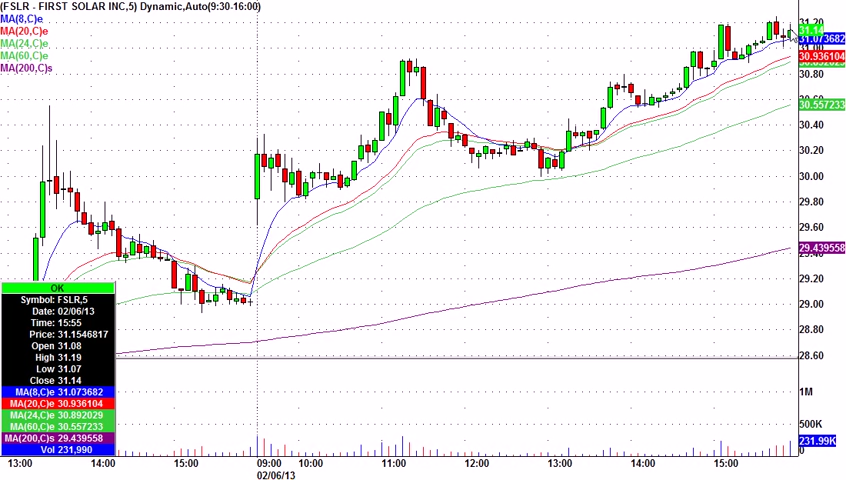 (FSLR - FIRST SOLAR INC,5) Dynamic,Auto(9:30-16:00)
MA(8,C)e
MA(20,C)e
MA(24,C)e
MA(60,C)e
MA(200,C)s
31.20
31.14
31.073682
31.00
30.936104
30.80
30.557233
30.40
30.20
30.00
29.80
29.60
29.439558
29.20
29.00
28.80
28.60
1M
500K
231.99K
0
OK
Symbol: FSLR,5
Date: 02/06/13
Time: 15:55
Price: 31.1546817
Open 31.08
High 31.19
Low 31.07
Close 31.14
MA(8,C)e 31.073682
MA(20,C)e 30.936104
MA(24,C)e 30.892029
MA(60,C)e 30.557233
MA(200,C)s 29.439558
Vol 231,990
13:00 14:00 15:00 09:00 10:00 11:00 12:00 13:00 14:00 15:00
02/06/13